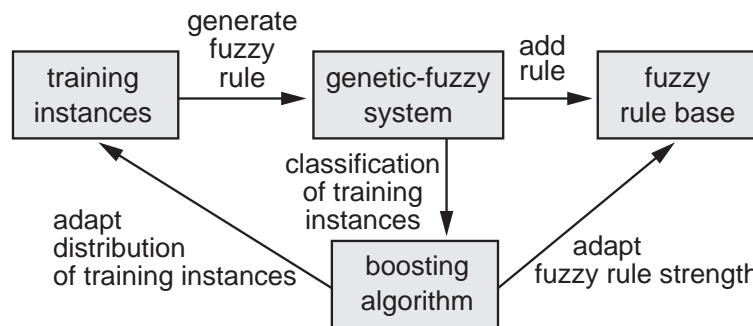 generate
fuzzy
rule
add
rule
training
instances
genetic-fuzzy
system
fuzzy
rule base
classification
of training
instances
adapt
distribution
of training instances
boosting
algorithm
adapt
fuzzy rule strength